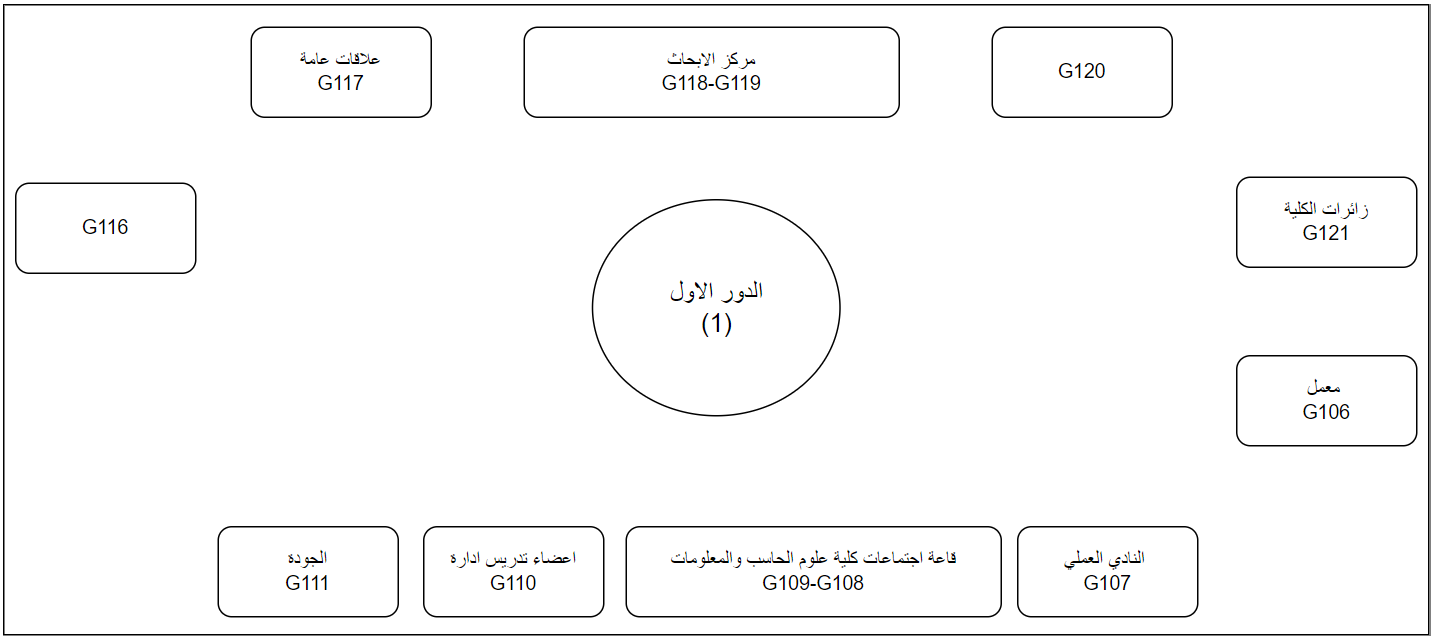 علاقات عامة
G117
مركز الابحاث
G118-G119
G120
G116
زائرات الكلية
G121
الدور الاول
(1)
معمل
G106
الجودة
G111
اعضاء تدريس ادارة
G110
قاعة اجتماعات كلية علوم الحاسب والمعلومات
G109-G108
النادي العملي
G107